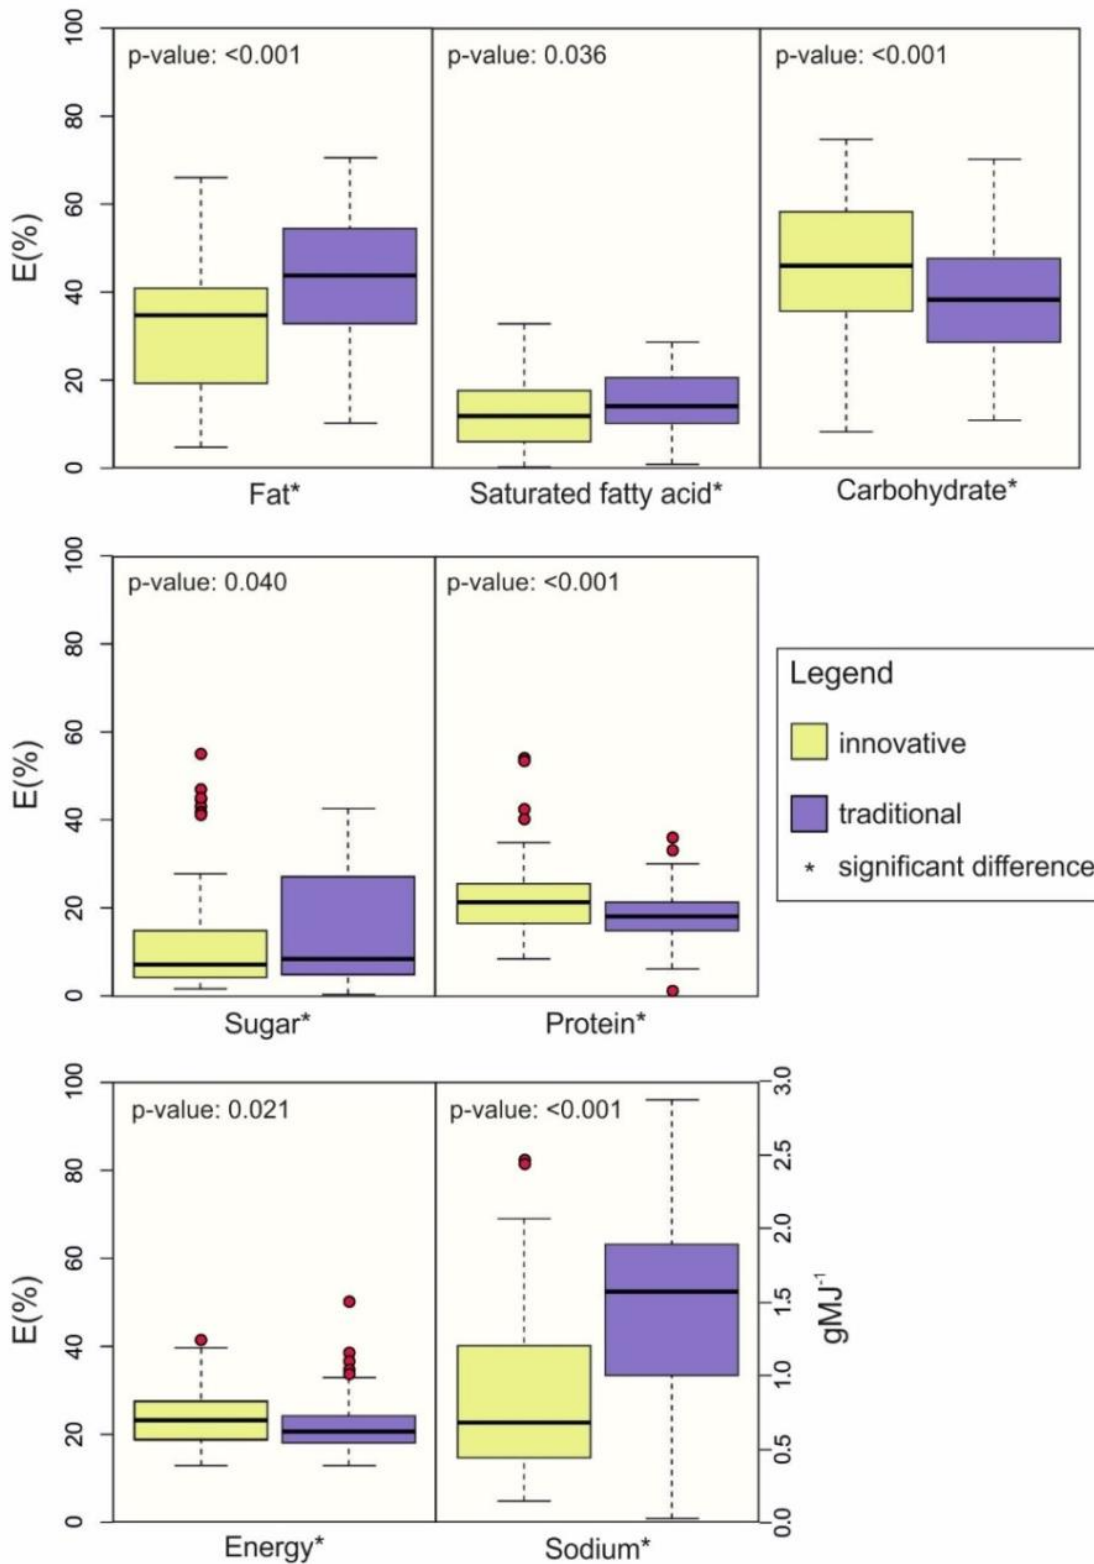 p-value: <0.001
p-value: 0.036
p-value: <0.001
E(%)
100
80
60
40
20
0
Fat*
Saturated fatty acid*
Carbohydrate*
p-value: 0.040
p-value: <0.001
E(%)
100
80
60
40
20
0
Sugar*
Protein*
Legend
innovative
traditional
* significant difference
p-value: 0.021
p-value: <0.001
E(%)
100
80
60
40
20
0
3.0
2.5
2.0
1.5
1.0
0.5
0.0
gMJ⁻¹
Energy*
Sodium*